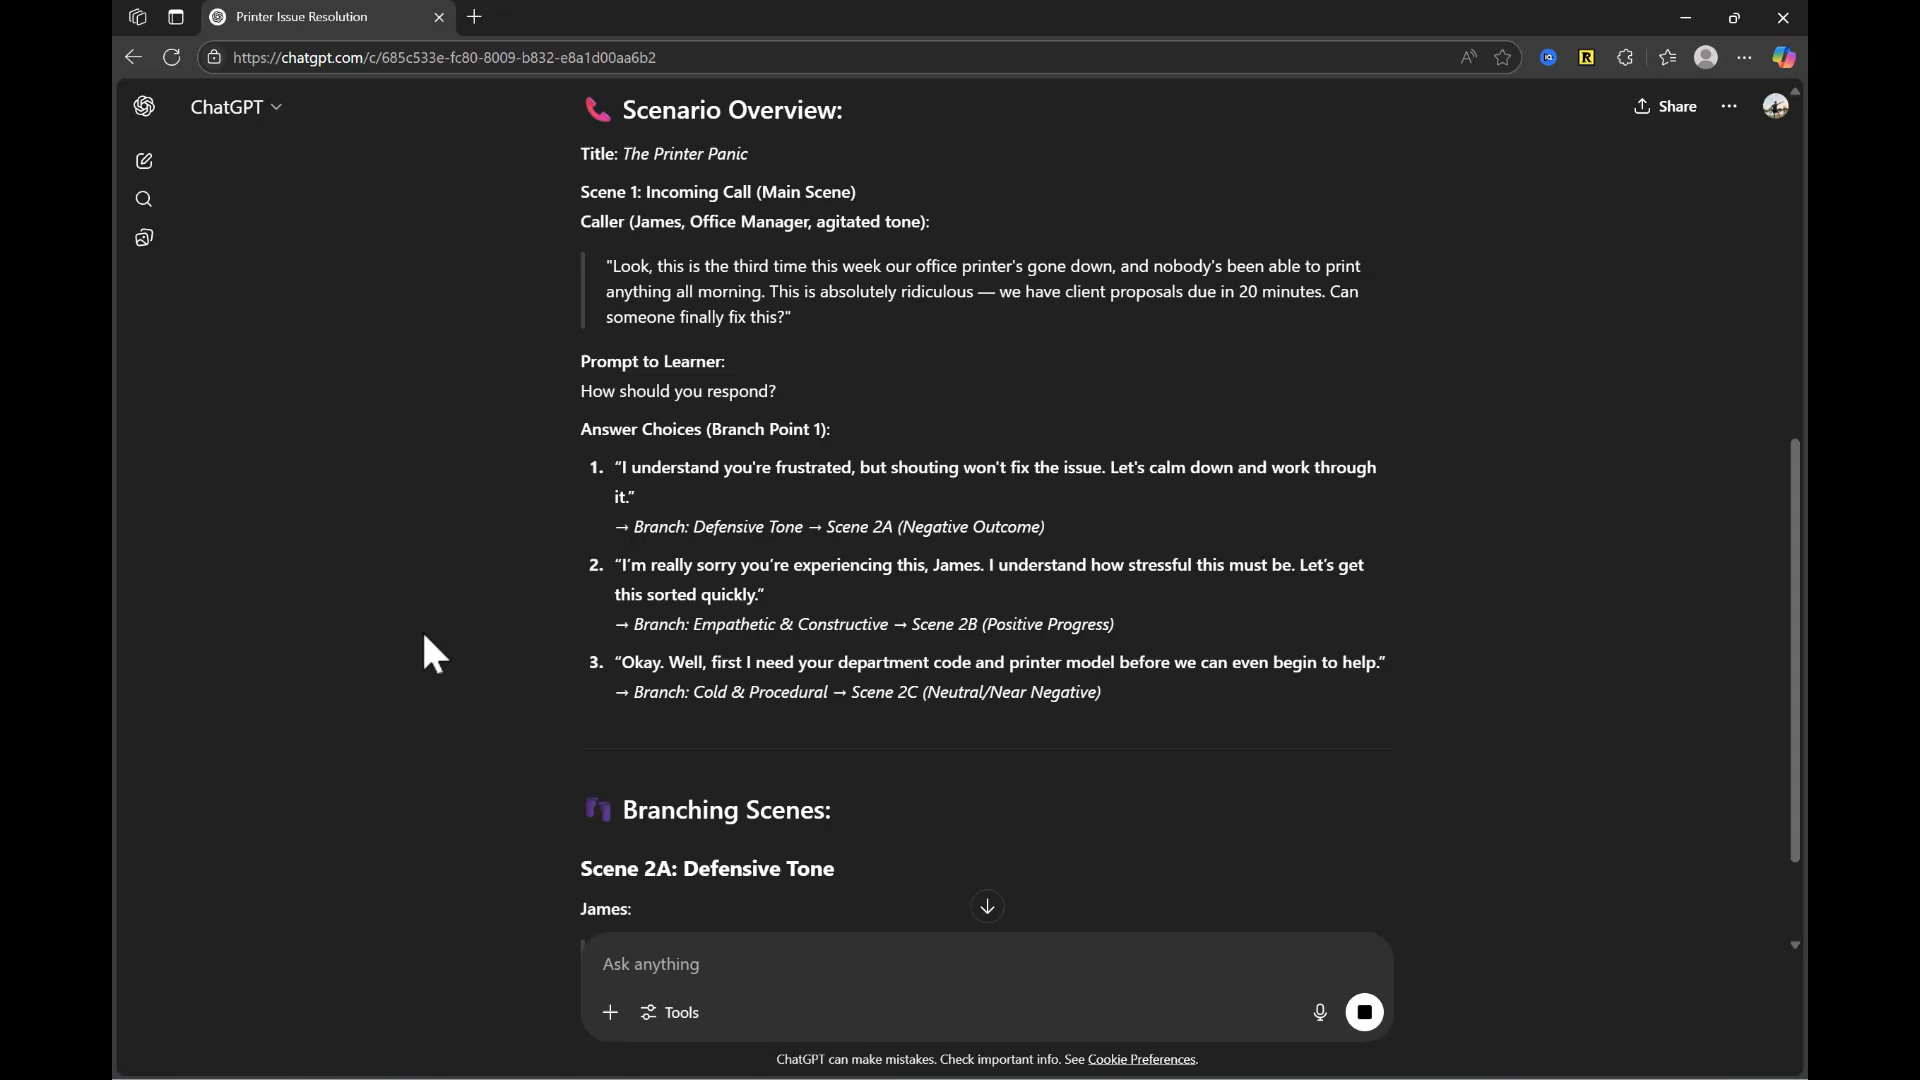 Printer Issue Resolution
https://chatgpt.com/c/685c533e-fc80-8009-b832-e8a1d00aa6b2
ChatGPT
Share
Scenario Overview:
Title: The Printer Panic
Scene 1: Incoming Call (Main Scene)
Caller (James, Office Manager, agitated tone):
"Look, this is the third time this week our office printer's gone down, and nobody's been able to print
anything all morning. This is absolutely ridiculous — we have client proposals due in 20 minutes. Can
someone finally fix this?"
Prompt to Learner:
How should you respond?
Answer Choices (Branch Point 1):
1. “I understand you're frustrated, but shouting won't fix the issue. Let's calm down and work through
it.”
→ Branch: Defensive Tone → Scene 2A (Negative Outcome)
2. “I’m really sorry you’re experiencing this, James. I understand how stressful this must be. Let’s get
this sorted quickly.”
→ Branch: Empathetic & Constructive → Scene 2B (Positive Progress)
3. “Okay. Well, first I need your department code and printer model before we can even begin to help.”
→ Branch: Cold & Procedural → Scene 2C (Neutral/Near Negative)
Branching Scenes:
Scene 2A: Defensive Tone
James:
Ask anything
Tools
ChatGPT can make mistakes. Check important info. See Cookie Preferences.